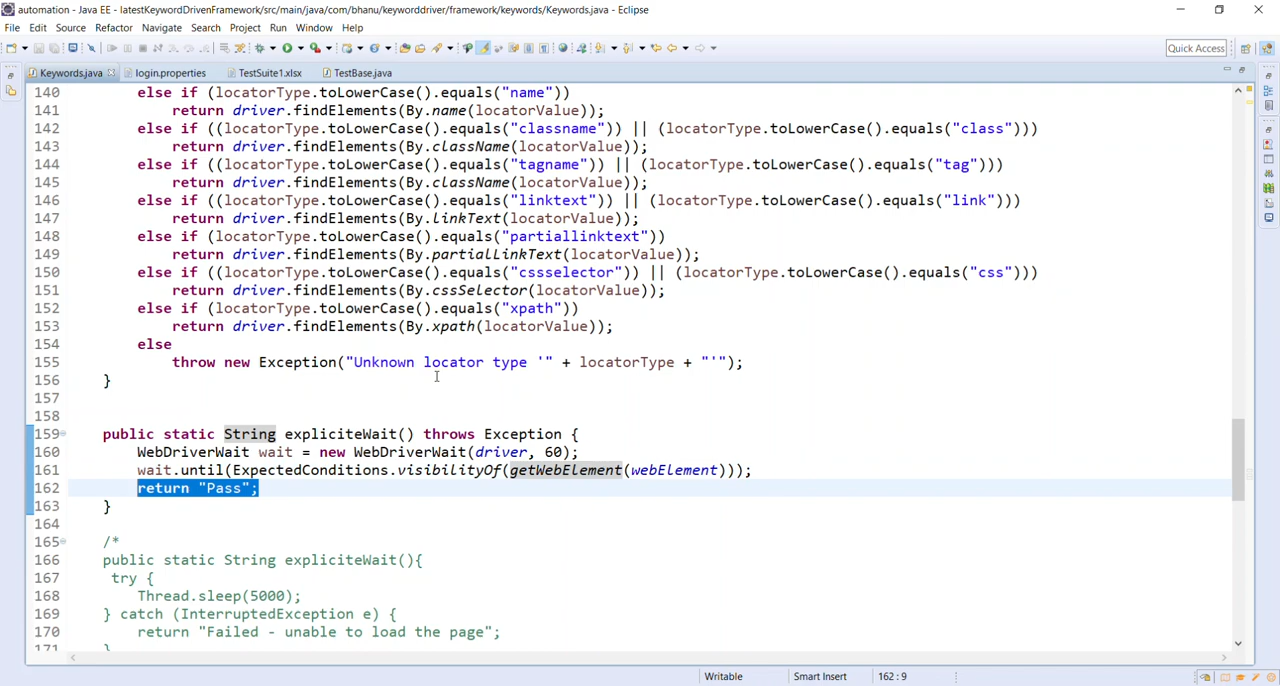 automation - Java EE - latestKeywordDrivenFramework/src/main/java/com/bhanu/keyworddriver/framework/keywords/Keywords.java - Eclipse
File Edit Source Refactor Navigate Search Project Run Window Help
Quick Access
Keywords.java login.properties TestSuite1.xlsx TestBase.java
140 else if (locatorType.toLowerCase().equals("name"))
141 return driver.findElements(By.name(locatorValue));
142 else if ((locatorType.toLowerCase().equals("classname")) || (locatorType.toLowerCase().equals("class")))
143 return driver.findElements(By.className(locatorValue));
144 else if ((locatorType.toLowerCase().equals("tagname")) || (locatorType.toLowerCase().equals("tag")))
145 return driver.findElements(By.className(locatorValue));
146 else if ((locatorType.toLowerCase().equals("linktext")) || (locatorType.toLowerCase().equals("link")))
147 return driver.findElements(By.linkText(locatorValue));
148 else if (locatorType.toLowerCase().equals("partiallinktext"))
149 return driver.findElements(By.partialLinkText(locatorValue));
150 else if ((locatorType.toLowerCase().equals("cssselector")) || (locatorType.toLowerCase().equals("css")))
151 return driver.findElements(By.cssSelector(locatorValue));
152 else if (locatorType.toLowerCase().equals("xpath"))
153 return driver.findElements(By.xpath(locatorValue));
154 else
155 throw new Exception("Unknown locator type '" + locatorType + "'");
156 }
157
158
159 public static String expliciteWait() throws Exception {
160 WebDriverWait wait = new WebDriverWait(driver, 60);
161 wait.until(ExpectedConditions.visibilityOf(getWebElement(webElement)));
162 return "Pass";
163 }
164
165 /*
166 public static String expliciteWait(){
167 try {
168 Thread.sleep(5000);
169 } catch (InterruptedException e) {
170 return "Failed - unable to load the page";
171 }
Writable Smart Insert 162 : 9